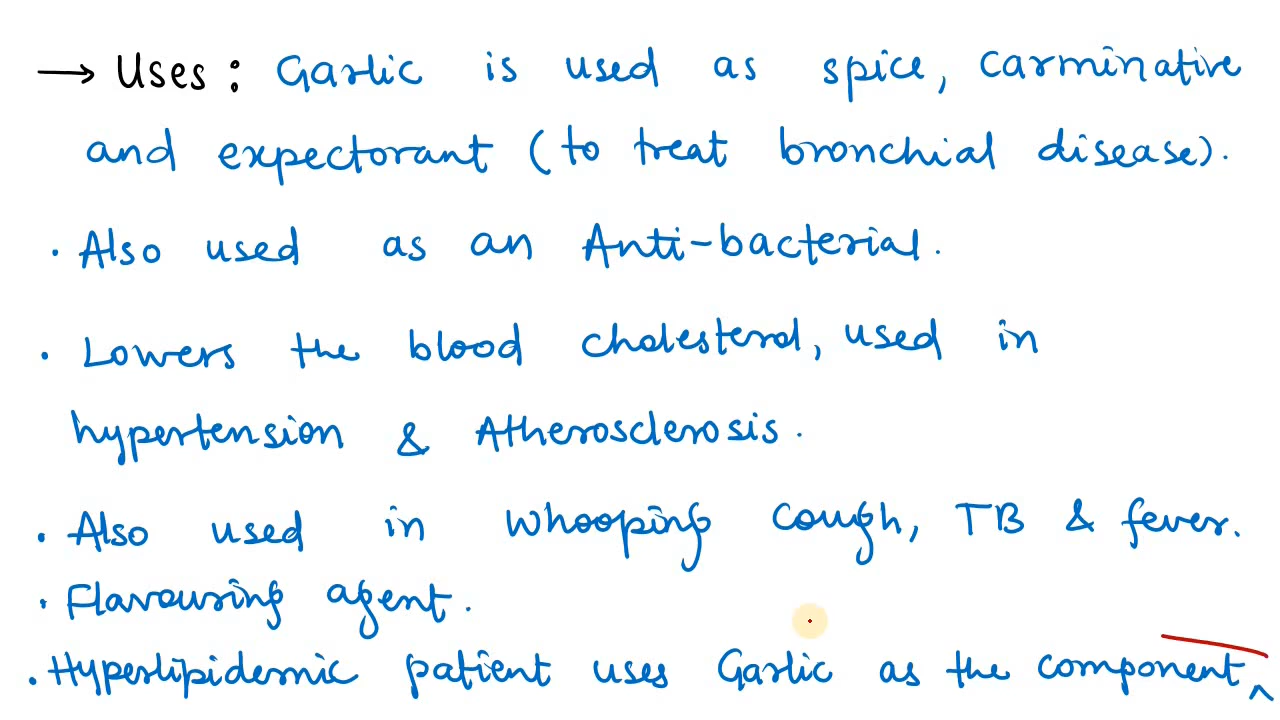 → Uses: Garlic is used as spice, carminative
and expectorant (to treat bronchial disease).
· Also used as an Anti-bacterial.
· Lowers the blood cholesterol, used in
hypertension & Atherosclerosis.
· Also used in whooping cough, TB & fever.
· Flavouring agent.
· Hyperlipidemic patient uses Garlic as the component